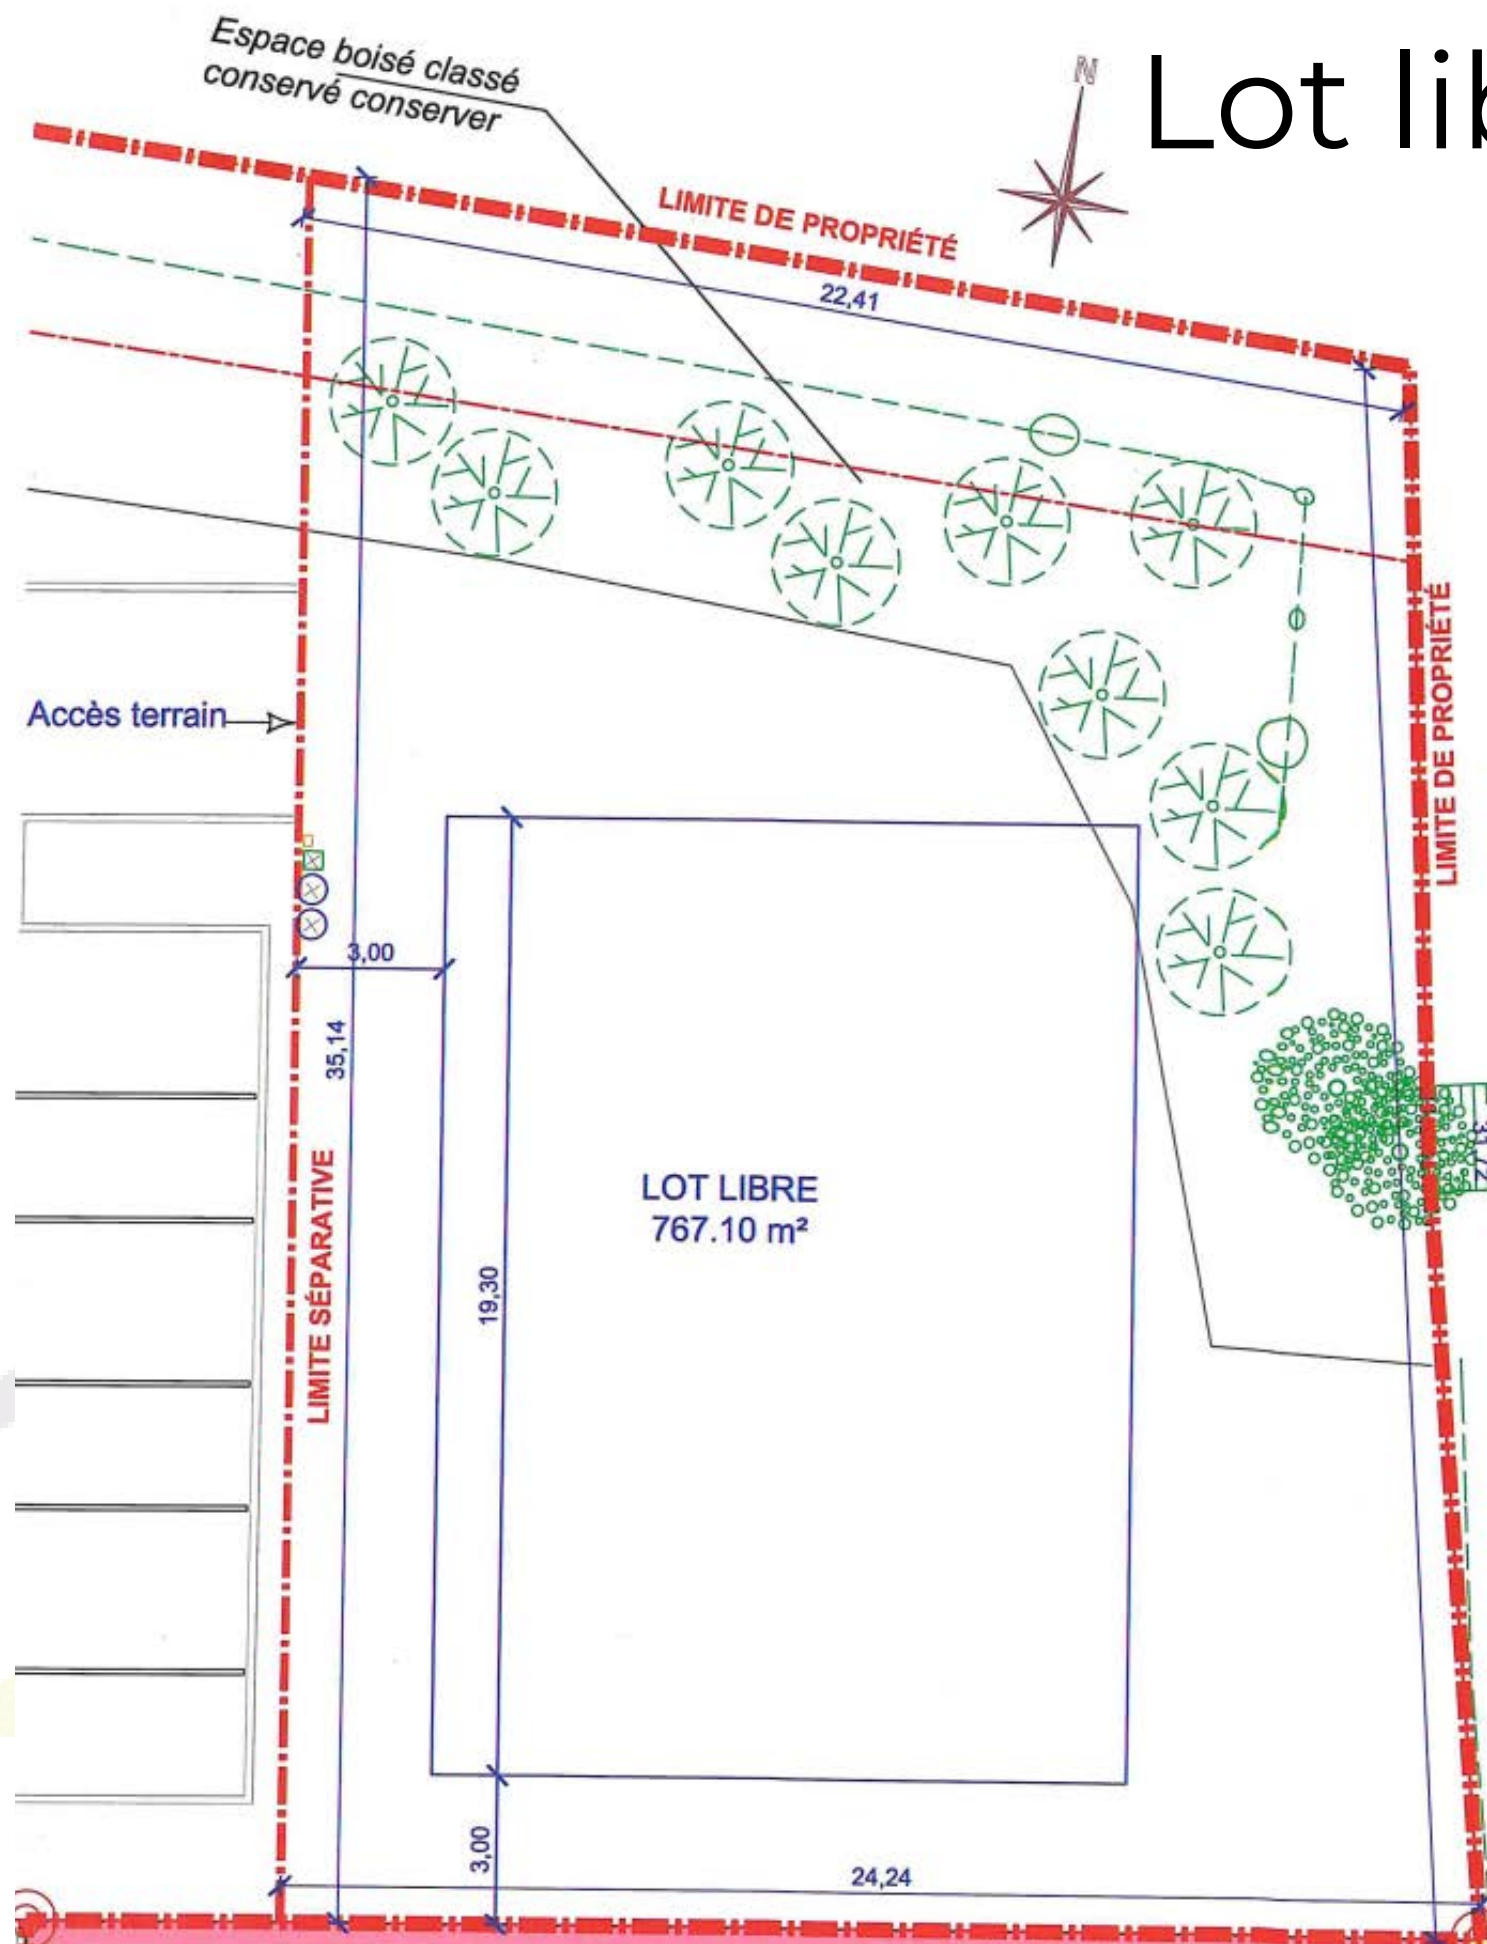 Espace boisé classé
conservé conserver
N
Lot lib
LIMITE DE PROPRIÉTÉ
22,41
LIMITE DE PROPRIÉTÉ
Accès terrain
3,00
35,14
LIMITE SÉPARATIVE
LOT LIBRE
767.10 m²
19,30
3,00
24,24